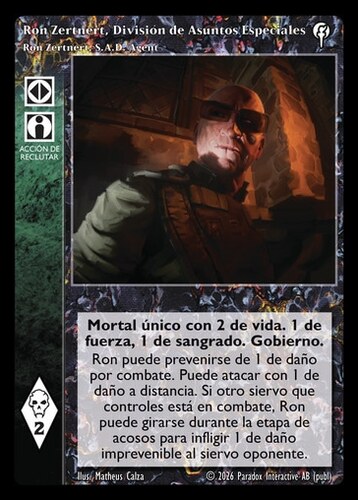 Ron Zertnert, División de Asuntos Especiales
Ron Zertnert, S.A.D. Agent
ACCIÓN DE
RECLUTAR
Mortal único con 2 de vida. 1 de
fuerza, 1 de sangrado. Gobierno.
Ron puede prevenirse de 1 de daño
por combate. Puede atacar con 1 de
daño a distancia. Si otro siervo que
controles está en combate, Ron
puede girarse durante la etapa de
acosos para infligir 1 de daño
imprevenible al siervo oponente.
2
Ilus: Matheus Calza
© 2026 Paradox Interactive AB (publ)